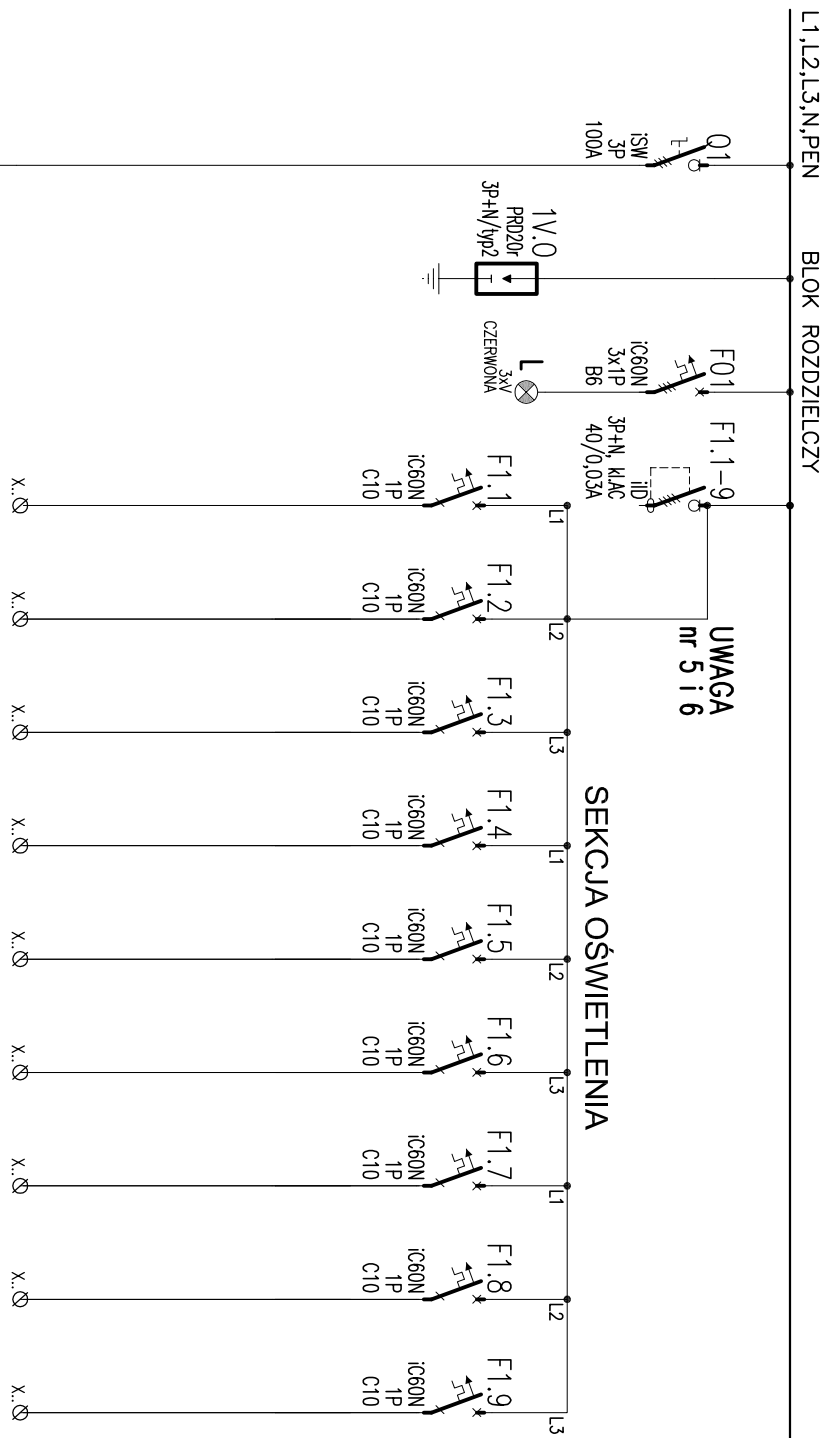 L1,L2,L3,N,PEN
BLOK ROZDZIELCZY
Q1
iSW
3P
100A
1V.0
PRD20r
3P+N/typ2
F01
iC60N
3x1P
B6
L
3xV
CZERWONA
F1.1-9
iID
3P+N, kl.AC
40/0,03A
UWAGA
nr 5 i 6
SEKCJA OŚWIETLENIA
L1
F1.1
iC60N
1P
C10
X..
L2
F1.2
iC60N
1P
C10
X..
L3
F1.3
iC60N
1P
C10
X..
L1
F1.4
iC60N
1P
C10
X..
L2
F1.5
iC60N
1P
C10
X..
L3
F1.6
iC60N
1P
C10
X..
L1
F1.7
iC60N
1P
C10
X..
L2
F1.8
iC60N
1P
C10
X..
L3
F1.9
iC60N
1P
C10
X..